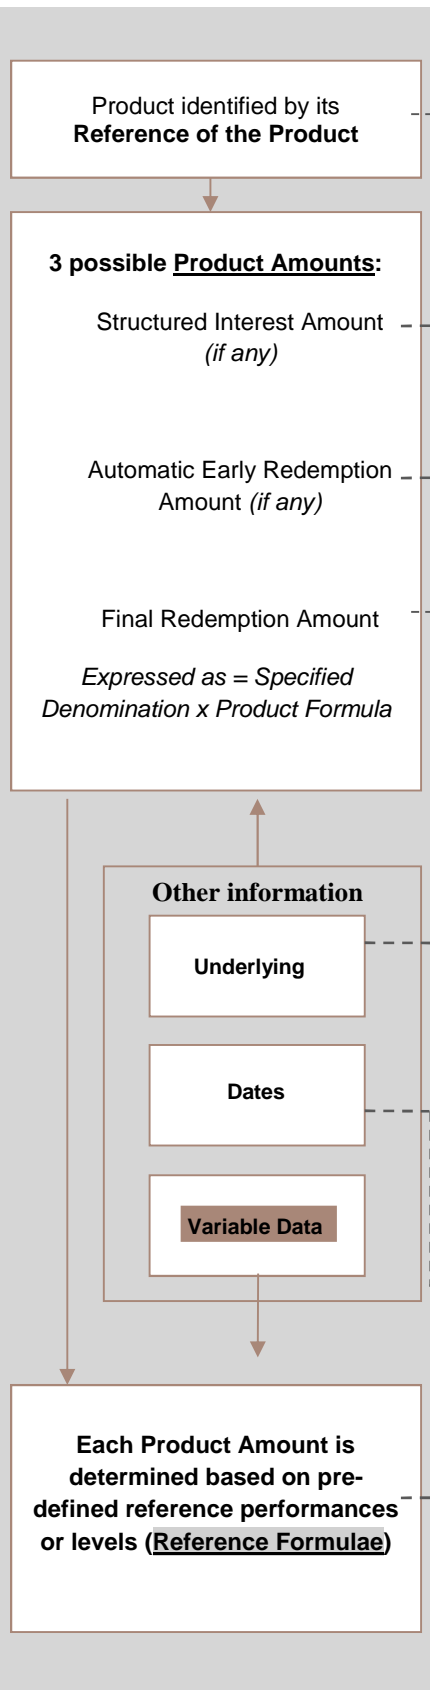 Product identified by its
Reference of the Product
3 possible Product Amounts:
Structured Interest Amount
(if any)
Automatic Early Redemption
Amount (if any)
Final Redemption Amount
Expressed as = Specified
Denomination x Product Formula
Other information
Underlying
Dates
Variable Data
Each Product Amount is
determined based on pre-
defined reference performances
or levels (Reference Formulae)